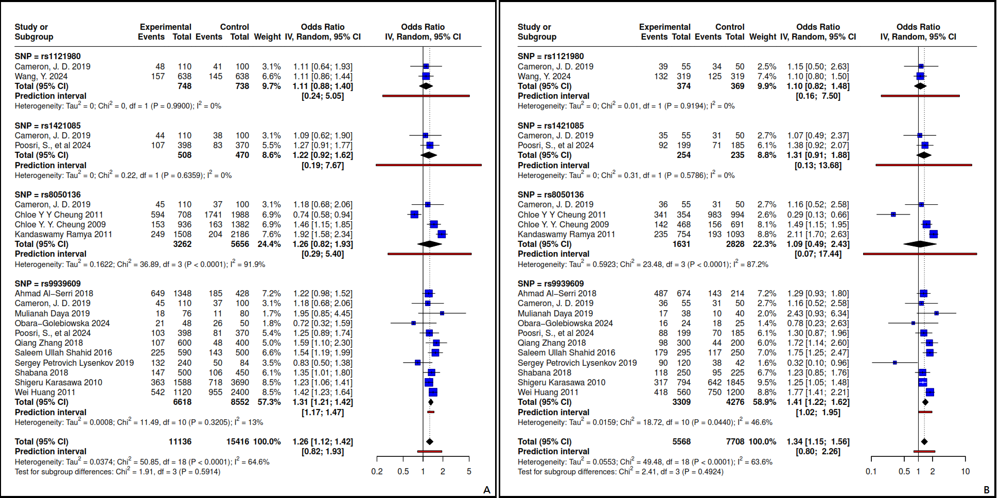 Study or Experimental Control Odds Ratio Odds Ratio
Subgroup Events Total Events Total Weight IV, Random, 95% CI IV, Random, 95% CI
SNP = rs1121980
Cameron, J. D. 2019 48 110 41 100 3.1% 1.11 [0.64; 1.93]
Wang, Y. 2024 157 638 145 638 6.6% 1.11 [0.86; 1.44]
Total (95% CI) 748 738 9.7% 1.11 [0.88; 1.40]
Prediction interval [0.24; 5.05]
Heterogeneity: Tau² = 0; Chi² = 0, df = 1 (P = 0.9900); I² = 0%
SNP = rs1421085
Cameron, J. D. 2019 44 110 38 100 3.1% 1.09 [0.62; 1.90]
Poosri, S., et al 2024 107 398 83 370 5.5% 1.27 [0.91; 1.77]
Total (95% CI) 508 470 8.6% 1.22 [0.92; 1.62]
Prediction interval [0.19; 7.67]
Heterogeneity: Tau² = 0; Chi² = 0.22, df = 1 (P = 0.6359); I² = 0%
SNP = rs8050136
Cameron, J. D. 2019 45 110 37 100 3.1% 1.18 [0.68; 2.06]
Chloe Y Y Cheung 2011 594 708 1741 1988 6.9% 0.74 [0.58; 0.94]
Chloe Y. Y. Cheung 2009 153 936 163 1382 6.9% 1.46 [1.15; 1.85]
Kandaswamy Ramya 2011 249 1508 204 2186 7.6% 1.92 [1.58; 2.34]
Total (95% CI) 3262 5656 24.4% 1.26 [0.82; 1.93]
Prediction interval [0.29; 5.40]
Heterogeneity: Tau² = 0.1622; Chi² = 36.89, df = 3 (P < 0.0001); I² = 91.9%
SNP = rs9939609
Ahmad Al−Serri 2018 649 1348 185 428 7.2% 1.22 [0.98; 1.52]
Cameron, J. D. 2019 45 110 37 100 3.1% 1.18 [0.68; 2.06]
Mulianah Daya 2019 18 76 11 80 1.7% 1.95 [0.85; 4.45]
Obara−Golebiowska 2024 21 48 26 50 1.8% 0.72 [0.32; 1.59]
Poosri, S., et al 2024 103 398 81 370 5.4% 1.25 [0.89; 1.74]
Qiang Zhang 2018 107 600 48 400 5.0% 1.59 [1.10; 2.30]
Saleem Ullah Shahid 2016 225 590 143 500 6.6% 1.54 [1.19; 1.99]
Sergey Petrovich Lysenkov 2019 132 240 50 84 3.5% 0.83 [0.50; 1.38]
Shabana 2018 147 500 106 450 6.1% 1.35 [1.01; 1.80]
Shigeru Karasawa 2010 363 1588 718 3690 8.5% 1.23 [1.06; 1.41]
Wei Huang 2011 542 1120 955 2400 8.2% 1.42 [1.23; 1.64]
Total (95% CI) 6618 8552 57.3% 1.31 [1.21; 1.42]
Prediction interval [1.17; 1.47]
Heterogeneity: Tau² = 0.0008; Chi² = 11.49, df = 10 (P = 0.3205); I² = 13%
Total (95% CI) 11136 15416 100.0% 1.26 [1.12; 1.42]
Prediction interval [0.82; 1.93]
Heterogeneity: Tau² = 0.0374; Chi² = 50.85, df = 18 (P < 0.0001); I² = 64.6%
Test for subgroup differences: Chi² = 1.91, df = 3 (P = 0.5914)
0.2 0.5 1 2 5
A
Study or Experimental Control Odds Ratio Odds Ratio
Subgroup Events Total Events Total Weight IV, Random, 95% CI IV, Random, 95% CI
SNP = rs1121980
Cameron, J. D. 2019 39 55 34 50 2.5% 1.15 [0.50; 2.63]
Wang, Y. 2024 132 319 125 319 7.4% 1.10 [0.80; 1.50]
Total (95% CI) 374 369 9.9% 1.10 [0.82; 1.48]
Prediction interval [0.16; 7.50]
Heterogeneity: Tau² = 0; Chi² = 0.01, df = 1 (P = 0.9194); I² = 0%
SNP = rs1421085
Cameron, J. D. 2019 35 55 31 50 2.7% 1.07 [0.49; 2.37]
Poosri, S., et al 2024 92 199 71 185 6.1% 1.38 [0.92; 2.07]
Total (95% CI) 254 235 8.8% 1.31 [0.91; 1.88]
Prediction interval [0.13; 13.68]
Heterogeneity: Tau² = 0; Chi² = 0.31, df = 1 (P = 0.5786); I² = 0%
SNP = rs8050136
Cameron, J. D. 2019 36 55 31 50 2.7% 1.16 [0.52; 2.58]
Chloe Y Y Cheung 2011 341 354 983 994 2.6% 0.29 [0.13; 0.66]
Chloe Y. Y. Cheung 2009 142 468 156 691 8.1% 1.49 [1.15; 1.95]
Kandaswamy Ramya 2011 235 754 193 1093 8.8% 2.11 [1.70; 2.63]
Total (95% CI) 1631 2828 22.3% 1.09 [0.49; 2.43]
Prediction interval [0.07; 17.44]
Heterogeneity: Tau² = 0.5923; Chi² = 23.48, df = 3 (P < 0.0001); I² = 87.2%
SNP = rs9939609
Ahmad Al−Serri 2018 487 674 143 214 7.2% 1.29 [0.93; 1.80]
Cameron, J. D. 2019 36 55 31 50 2.7% 1.16 [0.52; 2.58]
Mulianah Daya 2019 17 38 10 40 2.0% 2.43 [0.93; 6.34]
Obara−Golebiowska 2024 16 24 18 25 1.4% 0.78 [0.23; 2.63]
Poosri, S., et al 2024 88 199 70 185 6.1% 1.30 [0.87; 1.96]
Qiang Zhang 2018 98 300 44 200 6.0% 1.72 [1.14; 2.60]
Saleem Ullah Shahid 2016 179 295 117 250 7.0% 1.75 [1.25; 2.47]
Sergey Petrovich Lysenkov 2019 90 120 38 42 1.6% 0.32 [0.10; 0.96]
Shabana 2018 118 250 95 225 6.7% 1.23 [0.85; 1.76]
Shigeru Karasawa 2010 317 794 642 1845 9.5% 1.25 [1.05; 1.48]
Wei Huang 2011 418 560 750 1200 8.8% 1.77 [1.41; 2.21]
Total (95% CI) 3309 4276 58.9% 1.41 [1.22; 1.62]
Prediction interval [1.02; 1.95]
Heterogeneity: Tau² = 0.0159; Chi² = 18.72, df = 10 (P = 0.0440); I² = 46.6%
Total (95% CI) 5568 7708 100.0% 1.34 [1.15; 1.56]
Prediction interval [0.80; 2.26]
Heterogeneity: Tau² = 0.0553; Chi² = 49.48, df = 18 (P < 0.0001); I² = 63.6%
Test for subgroup differences: Chi² = 2.41, df = 3 (P = 0.4924)
0.1 0.5 1 2 10
B